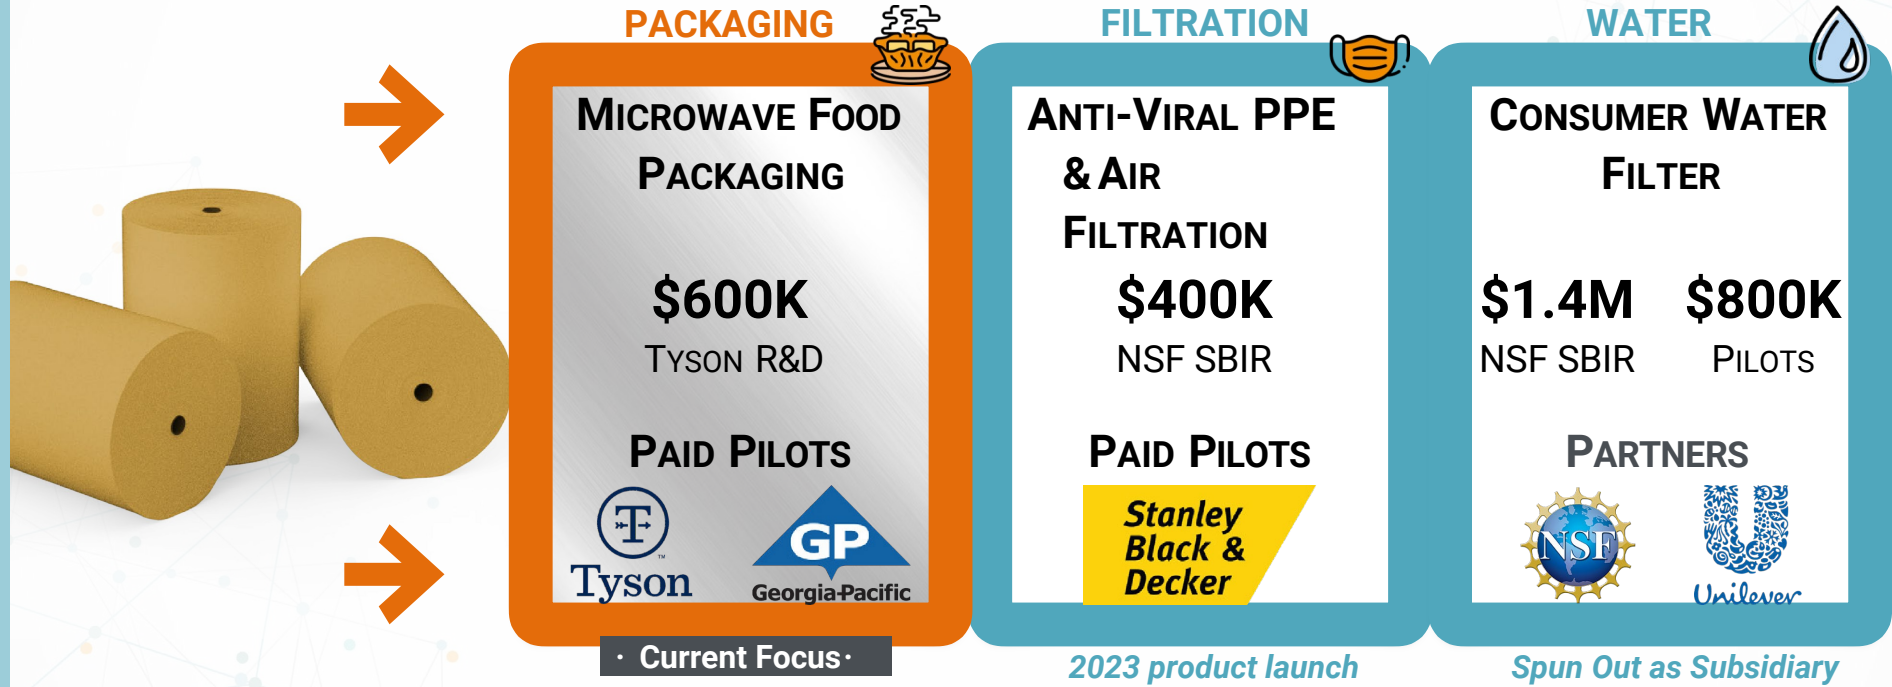 PACKAGING
MICROWAVE FOOD
PACKAGING
$600K
TYSON R&D
PAID PILOTS
T
™
Tyson
GP
Georgia-Pacific
· Current Focus·
FILTRATION
ANTI-VIRAL PPE
& AIR
FILTRATION
$400K
NSF SBIR
PAID PILOTS
Stanley
Black &
Decker
2023 product launch
WATER
CONSUMER WATER
FILTER
$1.4M $800K
NSF SBIR PILOTS
PARTNERS
NSF
Unilever
Spun Out as Subsidiary